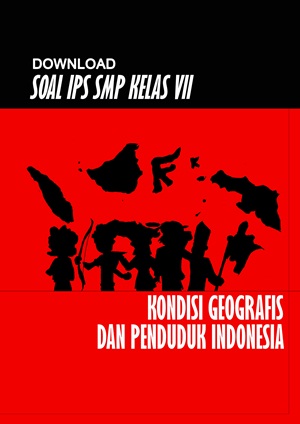 DOWNLOAD
SOAL IPS SMP KELAS VII
KONDISI GEOGRAFIS
DAN PENDUDUK INDONESIA